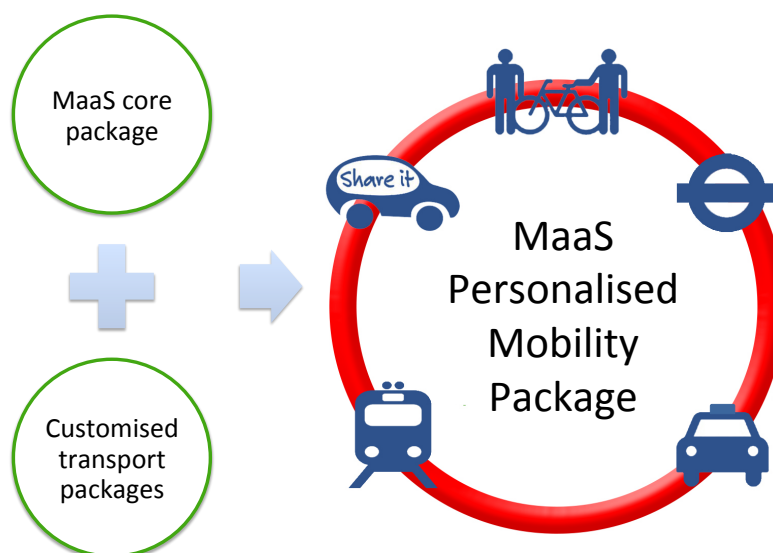 MaaS core
package
Customised
transport
packages
Share it
MaaS
Personalised
Mobility
Package